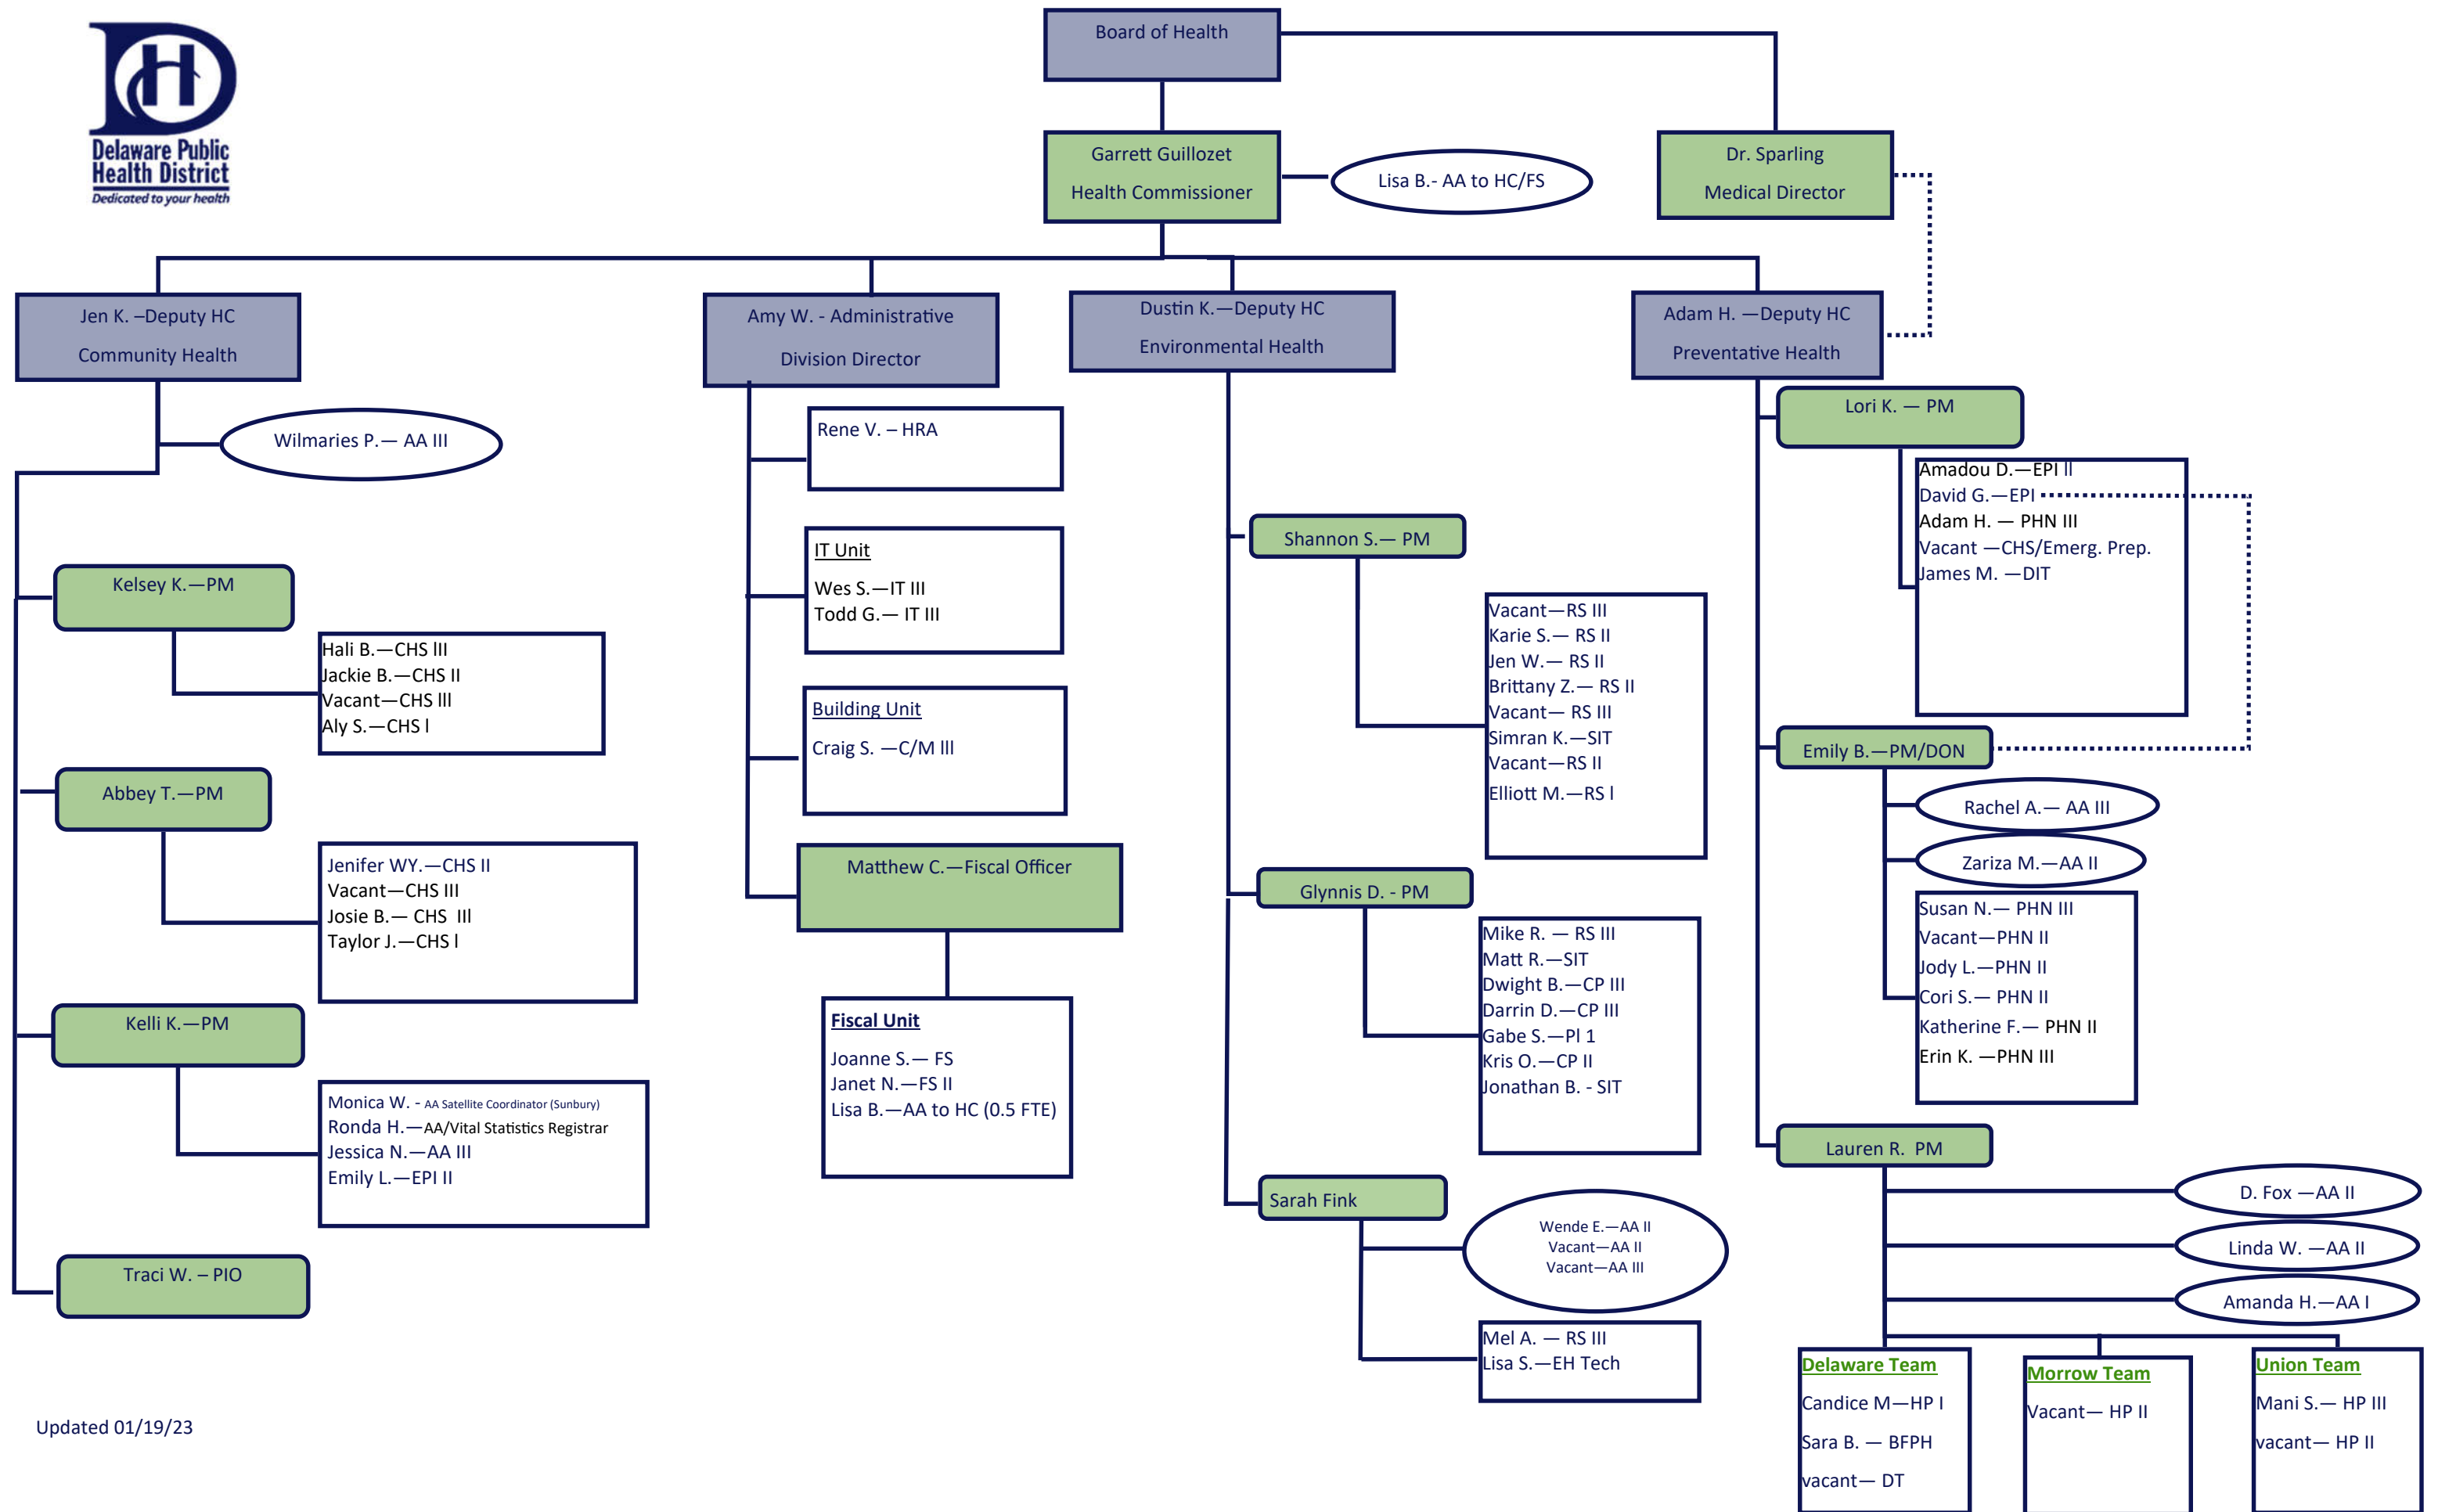 Delaware Public
Health District
Dedicated to your health
Board of Health
Garrett Guillozet
Health Commissioner
Lisa B.- AA to HC/FS
Dr. Sparling
Medical Director
Jen K. –Deputy HC
Community Health
Wilmaries P.— AA III
Kelsey K.—PM
Hali B.—CHS lll
Jackie B.—CHS II
Vacant—CHS lll
Aly S.—CHS l
Abbey T.—PM
Jenifer WY.—CHS II
Vacant—CHS III
Josie B.— CHS  III
Taylor J.—CHS l
Kelli K.—PM
Monica W. - AA Satellite Coordinator (Sunbury)
Ronda H.—AA/Vital Statistics Registrar
Jessica N.—AA III
Emily L.—EPI II
Traci W. – PIO
Amy W. - Administrative
Division Director
Rene V. – HRA
IT Unit
Wes S.—IT III
Todd G.— IT III
Building Unit
Craig S. —C/M lll
Matthew C.—Fiscal Officer
Fiscal Unit
Joanne S.— FS
Janet N.—FS II
Lisa B.—AA to HC (0.5 FTE)
Dustin K.—Deputy HC
Environmental Health
Shannon S.— PM
Vacant—RS III
Karie S.— RS II
Jen W.— RS II
Brittany Z.— RS II
Vacant— RS III
Simran K.—SIT
Vacant—RS II
Elliott M.—RS l
Glynnis D. - PM
Mike R. — RS III
Matt R.—SIT
Dwight B.—CP III
Darrin D.—CP III
Gabe S.—Pl 1
Kris O.—CP II
Jonathan B. - SIT
Sarah Fink
Wende E.—AA II
Vacant—AA II
Vacant—AA III
Mel A. — RS III
Lisa S.—EH Tech
Adam H. —Deputy HC
Preventative Health
Lori K. — PM
Amadou D.—EPI ll
David G.—EPI
Adam H. — PHN III
Vacant —CHS/Emerg. Prep.
James M. —DIT
Emily B.—PM/DON
Rachel A.— AA III
Zariza M.—AA II
Susan N.— PHN III
Vacant—PHN II
Jody L.—PHN II
Cori S.— PHN II
Katherine F.— PHN II
Erin K. —PHN III
Lauren R.  PM
D. Fox —AA II
Linda W. —AA II
Amanda H.—AA I
Delaware Team
Candice M—HP I
Sara B. — BFPH
vacant— DT
Morrow Team
Vacant— HP II
Union Team
Mani S.— HP III
vacant— HP II
Updated 01/19/23